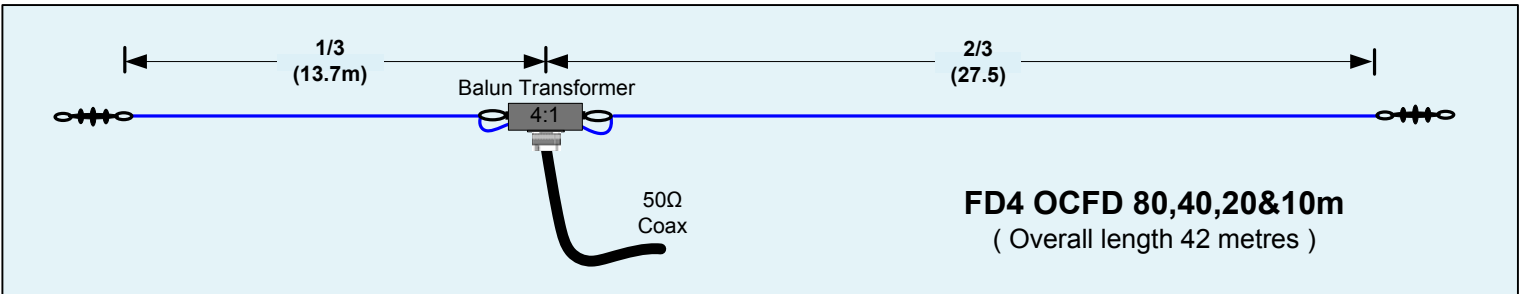 1/3
(13.7m)
2/3
(27.5)
Balun Transformer
4:1
50Ω
Coax
FD4 OCFD 80,40,20&10m
( Overall length 42 metres )